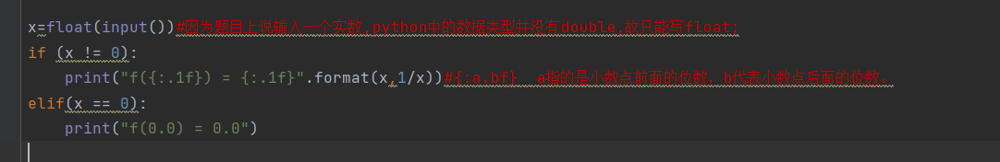 x=float(input())#因为题目上说输入一个实数,python中的数据类型并没有double,故只能写float;
if (x != 0):
    print("f({:.1f}) = {:.1f}".format(x,1/x))#{:a.bf}  a指的是小数点前面的位数, b代表小数点后面的位数。
elif(x == 0):
    print("f(0.0) = 0.0")